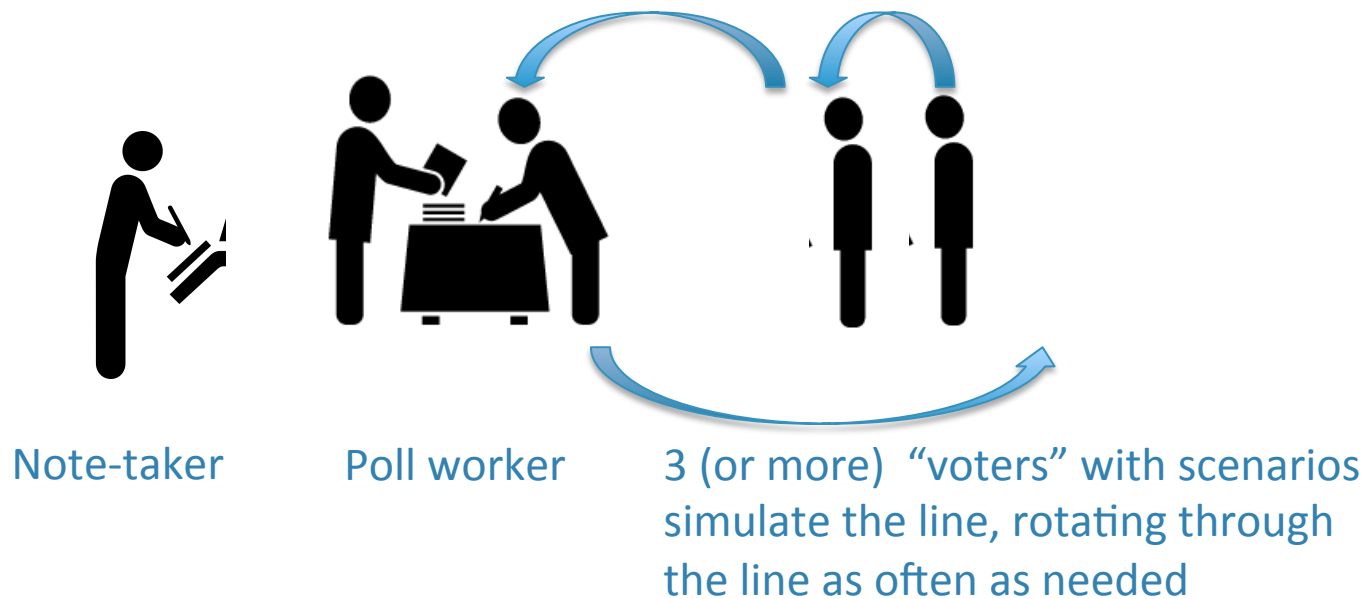 Note-taker
Poll worker
3 (or more)  “voters” with scenarios
simulate the line, rotating through
the line as often as needed